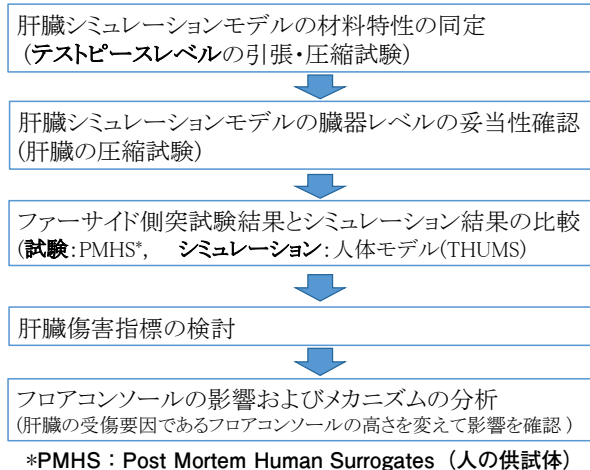 肝臓シミュレーションモデルの材料特性の同定
(テストピースレベルの引張・圧縮試験)
肝臓シミュレーションモデルの臓器レベルの妥当性確認
(肝臓の圧縮試験)
ファーサイド側突試験結果とシミュレーション結果の比較
(試験:PMHS*, シミュレーション:人体モデル(THUMS)
肝臓傷害指標の検討
フロアコンソールの影響およびメカニズムの分析
(肝臓の受傷要因であるフロアコンソールの高さを変えて影響を確認)
*PMHS：Post Mortem Human Surrogates（人の供試体）